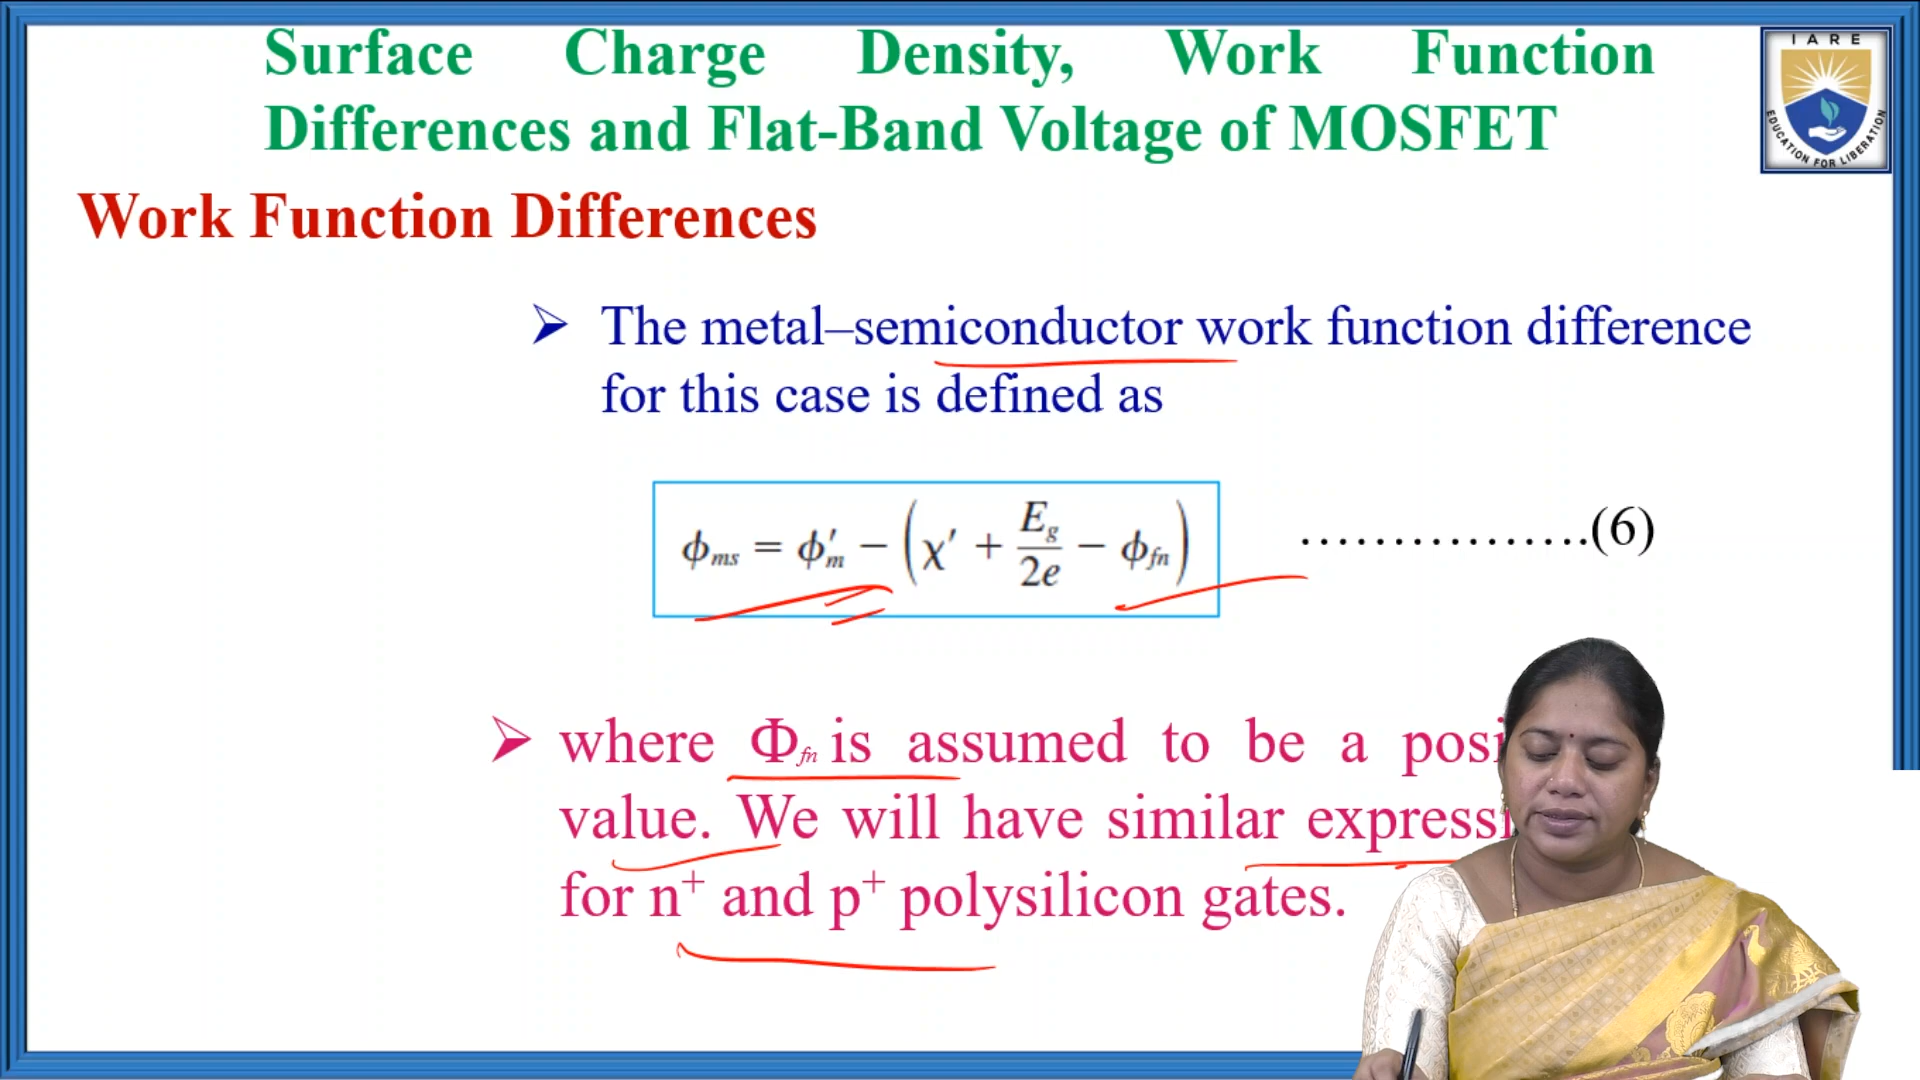 Surface Charge Density, Work Function
Differences and Flat-Band Voltage of MOSFET
I A R E
EDUCATION FOR LIBERATION
Work Function Differences
➢ The metal–semiconductor work function difference
for this case is defined as
ϕms = ϕ′m − (χ′ + Eg/2e − ϕfn) ................(6)
➢ where Φfn is assumed to be a posi
value. We will have similar expressi
for n⁺ and p⁺ polysilicon gates.